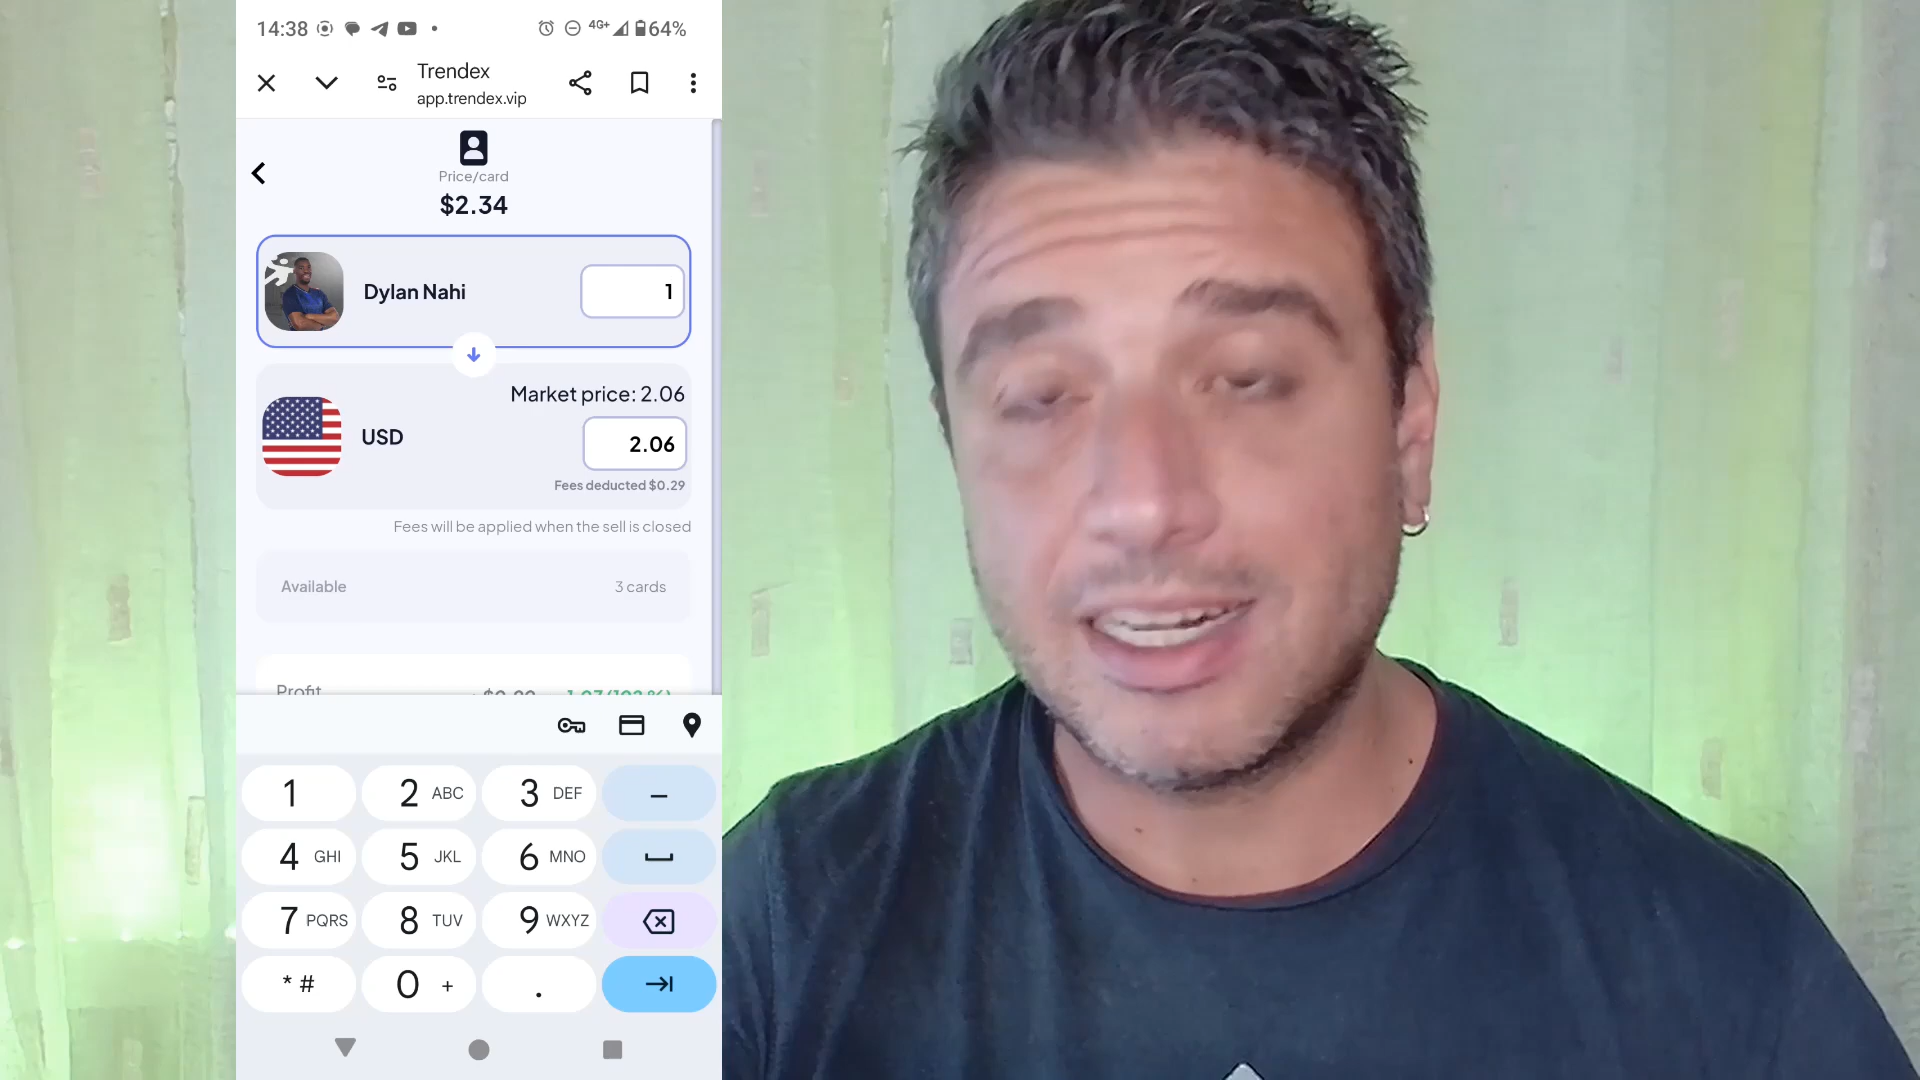 14:38 4G+ 64%
Trendex
app.trendex.vip
Price/card
$2.34
Dylan Nahi 1
Market price: 2.06
USD 2.06
Fees deducted $0.29
Fees will be applied when the sell is closed
Available 3 cards
Profit
1 2 ABC 3 DEF –
4 GHI 5 JKL 6 MNO
7 PQRS 8 TUV 9 WXYZ
* # 0 + .